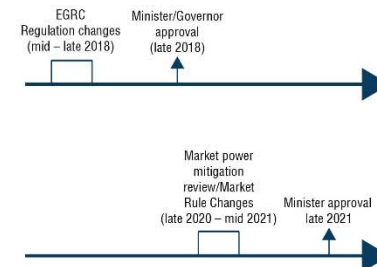 EGRC
Regulation changes
(mid – late 2018)
Minister/Governor
approval
(late 2018)
Market power
mitigation
review/Market
Rule Changes
(late 2020 – mid 2021)
Minister approval
late 2021